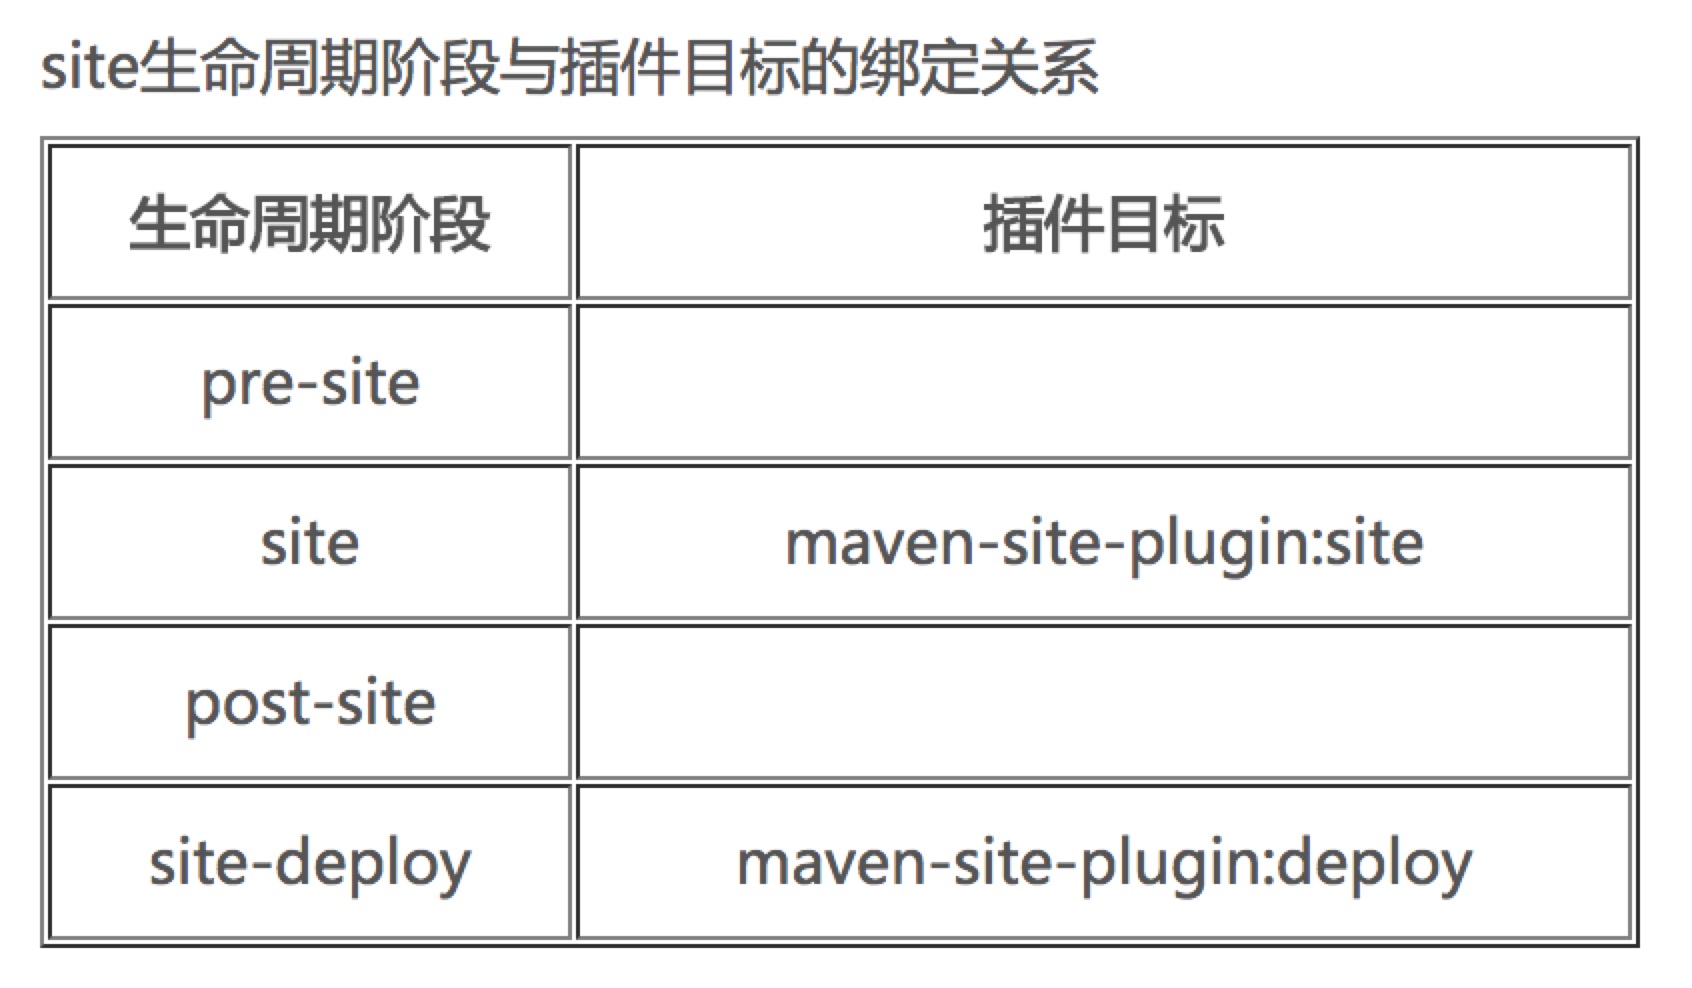 site生命周期阶段与插件目标的绑定关系
生命周期阶段 插件目标
pre-site
site maven-site-plugin:site
post-site
site-deploy maven-site-plugin:deploy